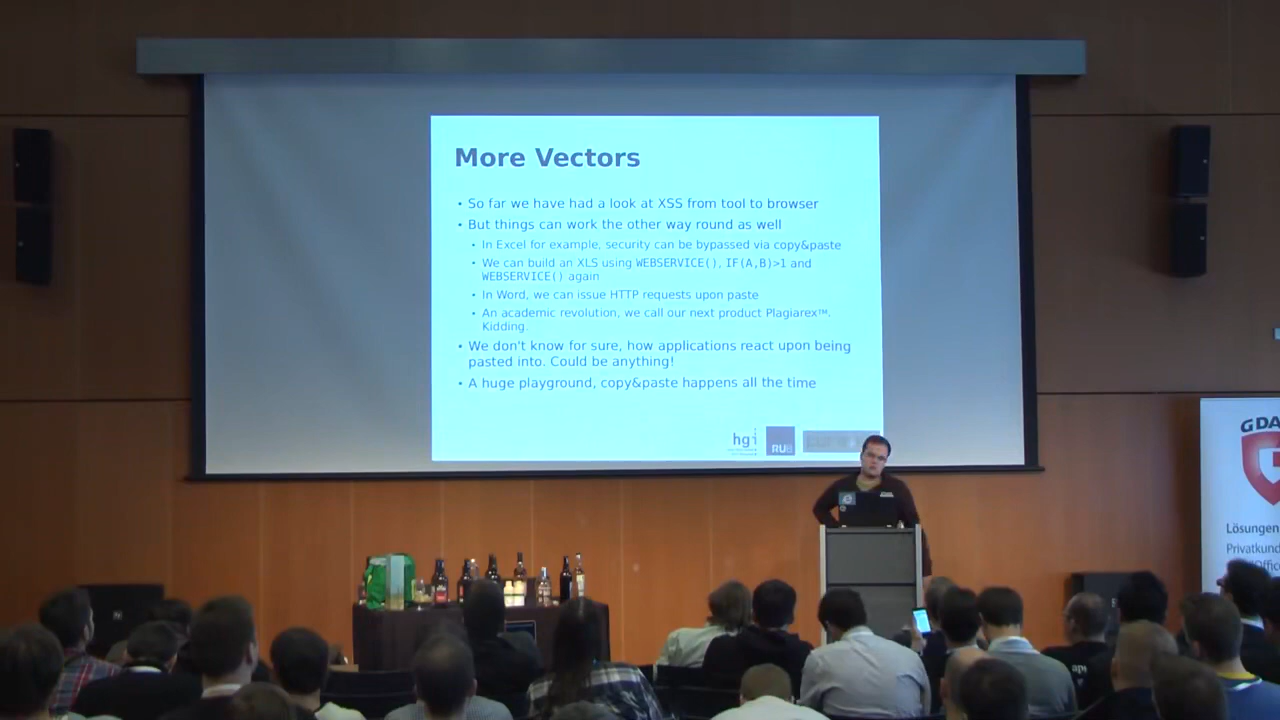 More Vectors
• So far we have had a look at XSS from tool to browser
• But things can work the other way round as well
• In Excel for example, security can be bypassed via copy&paste
• We can build an XLS using WEBSERVICE(), IF(A,B)>1 and
WEBSERVICE() again
• In Word, we can issue HTTP requests upon paste
• An academic revolution, we call our next product Plagiarex™.
Kidding.
• We don't know for sure, how applications react upon being
pasted into. Could be anything!
• A huge playground, copy&paste happens all the time
hgi
RUB
G DA
Lösungen
Privatkund